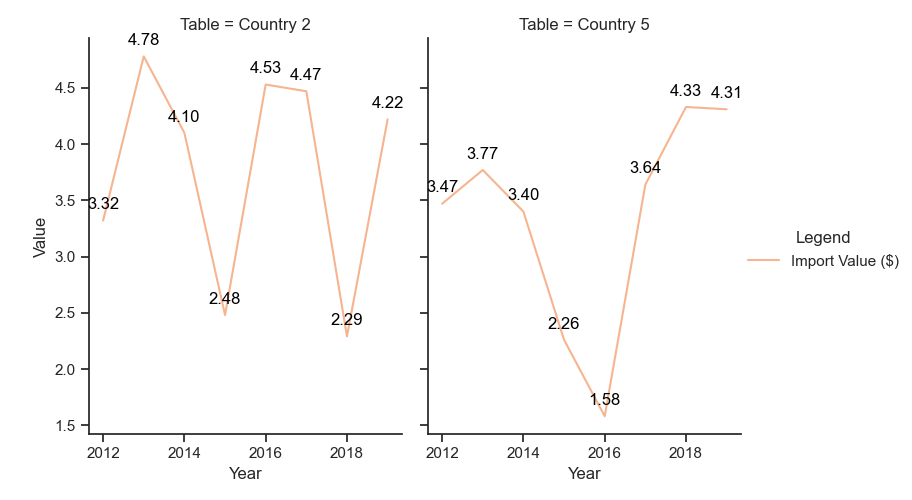 Table = Country 2
Table = Country 5
4.78
4.53
4.47
4.10
4.22
3.32
2.48
2.29
4.33
4.31
3.77
3.47
3.40
3.64
2.26
1.58
4.5
4.0
3.5
3.0
2.5
2.0
1.5
Value
2012 2014 2016 2018
2012 2014 2016 2018
Year
Year
Legend
Import Value ($)